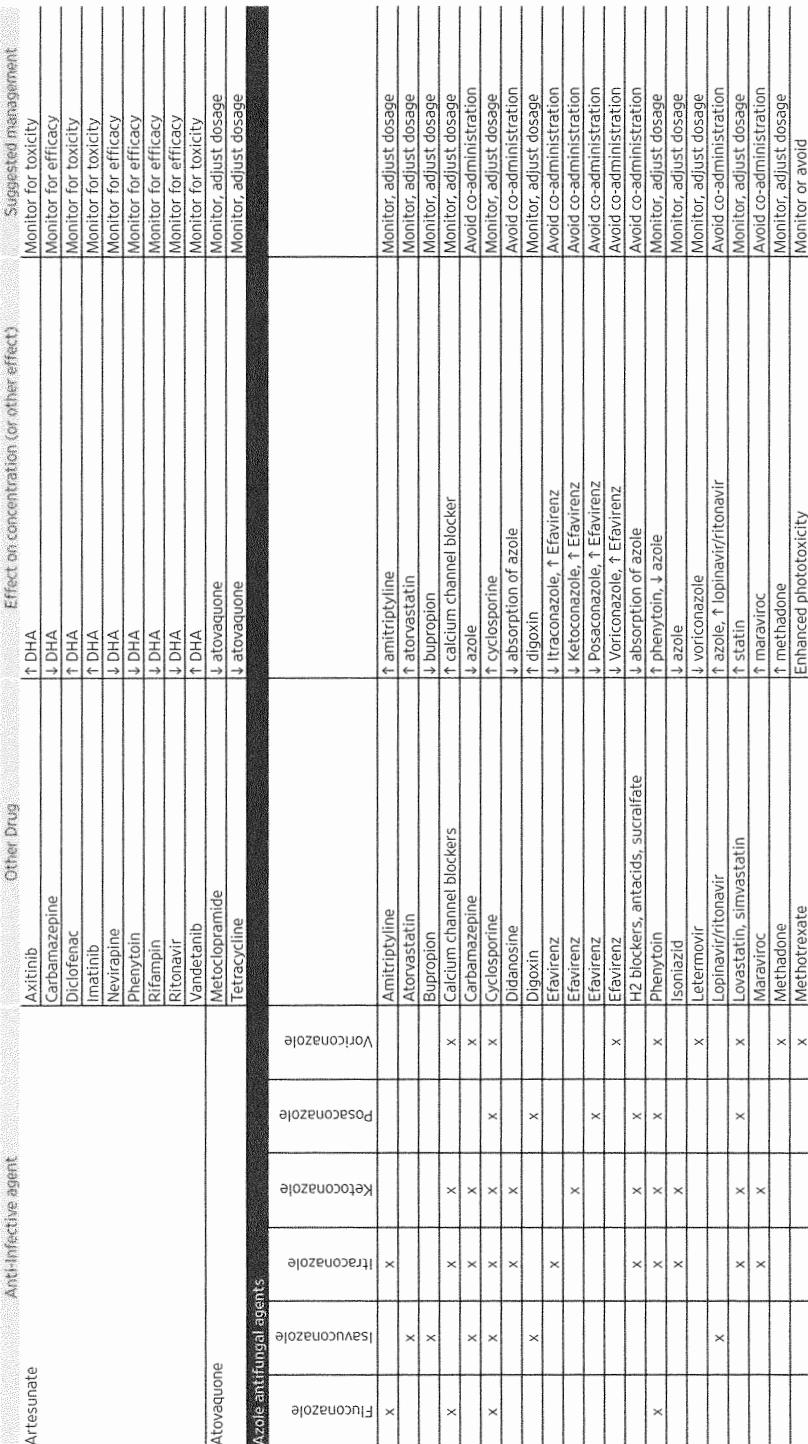 Anti-Infective agent Other Drug Effect on concentration (or other effect) Suggested management
Artesunate Axitinib ↑ DHA Monitor for toxicity
Carbamazepine ↓ DHA Monitor for efficacy
Diclofenac ↑ DHA Monitor for toxicity
Imatinib ↑ DHA Monitor for toxicity
Nevirapine ↓ DHA Monitor for efficacy
Phenytoin ↓ DHA Monitor for efficacy
Rifampin ↓ DHA Monitor for efficacy
Ritonavir ↓ DHA Monitor for efficacy
Vandetanib ↑ DHA Monitor for toxicity
Atovaquone Metoclopramide ↓ atovaquone Monitor, adjust dosage
Tetracycline ↓ atovaquone Monitor, adjust dosage
Azole antifungal agents
Fluconazole Isavuconazole Itraconazole Ketoconazole Posaconazole Voriconazole
x x Amitriptyline ↑ amitriptyline Monitor, adjust dosage
x Atorvastatin ↑ atorvastatin Monitor, adjust dosage
x Bupropion ↓ bupropion Monitor, adjust dosage
x x x x Calcium channel blockers ↑ calcium channel blocker Monitor, adjust dosage
x x x x Carbamazepine ↓ azole Avoid co-administration
x x x x x x Cyclosporine ↑ cyclosporine Monitor, adjust dosage
x x Didanosine ↓ absorption of azole Avoid co-administration
x x Digoxin ↑ digoxin Monitor, adjust dosage
x Efavirenz ↓ Itraconazole, ↑ Efavirenz Avoid co-administration
x Efavirenz ↓ Ketoconazole, ↑ Efavirenz Avoid co-administration
x Efavirenz ↓ Posaconazole, ↑ Efavirenz Avoid co-administration
x Efavirenz ↓ Voriconazole, ↑ Efavirenz Avoid co-administration
x x x H2 blockers, antacids, sucralfate ↓ absorption of azole Avoid co-administration
x x x x x Phenytoin ↑ phenytoin, ↓ azole Monitor, adjust dosage
x x Isoniazid ↓ azole Monitor, adjust dosage
x Letermovir ↓ voriconazole Monitor, adjust dosage
x Lopinavir/ritonavir ↑ azole, ↑ lopinavir/ritonavir Avoid co-administration
x x x x Lovastatin, simvastatin ↑ statin Monitor, adjust dosage
x x Maraviroc ↑ maraviroc Avoid co-administration
x Methadone ↑ methadone Monitor, adjust dosage
x Methotrexate Enhanced phototoxicity Monitor or avoid